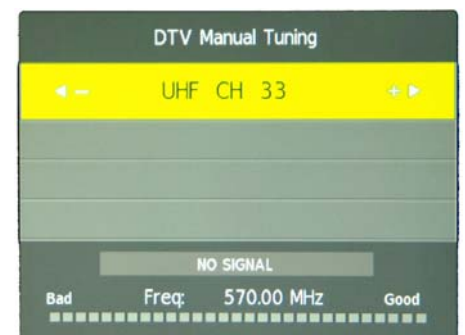 DTV Manual Tuning
UHF CH 33
NO SIGNAL
Bad Freq: 570.00 MHz Good